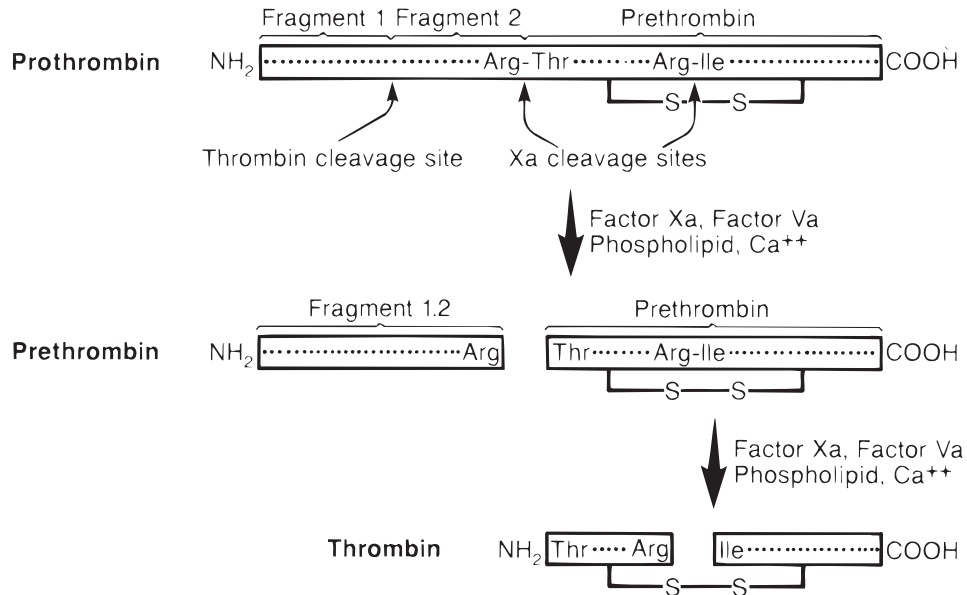 Fragment 1 Fragment 2 Prethrombin
Prothrombin NH2 Arg-Thr Arg-Ile COOH
S S
Thrombin cleavage site Xa cleavage sites
Factor Xa, Factor Va
Phospholipid, Ca++
Fragment 1.2 Prethrombin
Prethrombin NH2 Arg Thr Arg-Ile COOH
S S
Factor Xa, Factor Va
Phospholipid, Ca++
Thrombin NH2 Thr Arg Ile COOH
S S